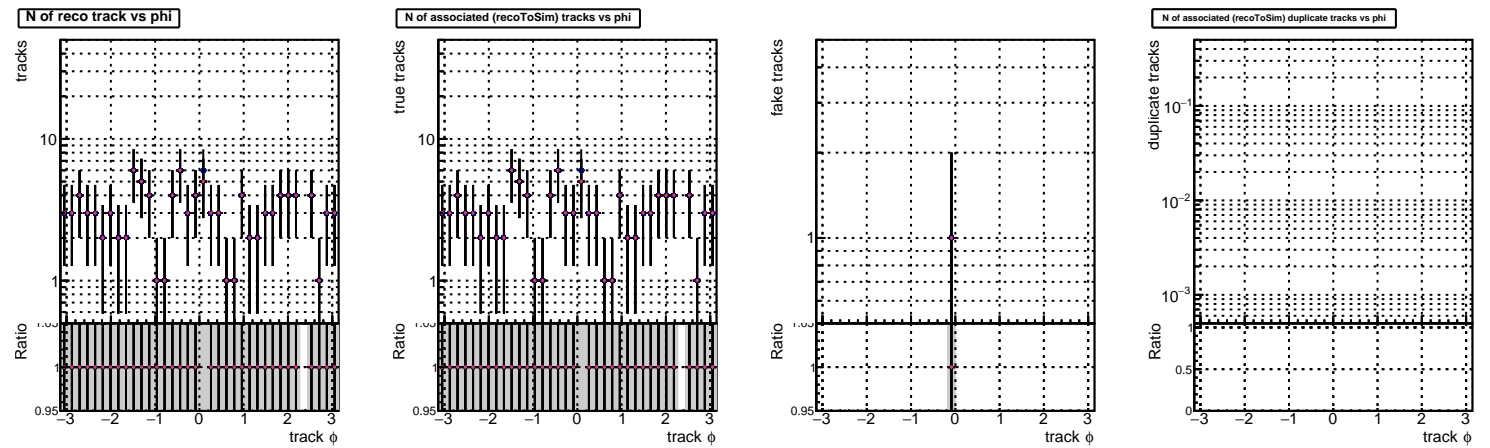 N of reco track vs phi
tracks
10
1
Ratio
1.05
1
0.95
−3 −2 −1 0 1 2 3
track ϕ
N of associated (recoToSim) tracks vs phi
true tracks
10
1
Ratio
1.05
1
0.95
−3 −2 −1 0 1 2 3
track ϕ
fake tracks
1
Ratio
1.05
1
0.95
−3 −2 −1 0 1 2 3
track ϕ
N of associated (recoToSim) duplicate tracks vs phi
duplicate tracks
10⁻¹
10⁻²
10⁻³
Ratio
1
0.5
0
−3 −2 −1 0 1 2 3
track ϕ